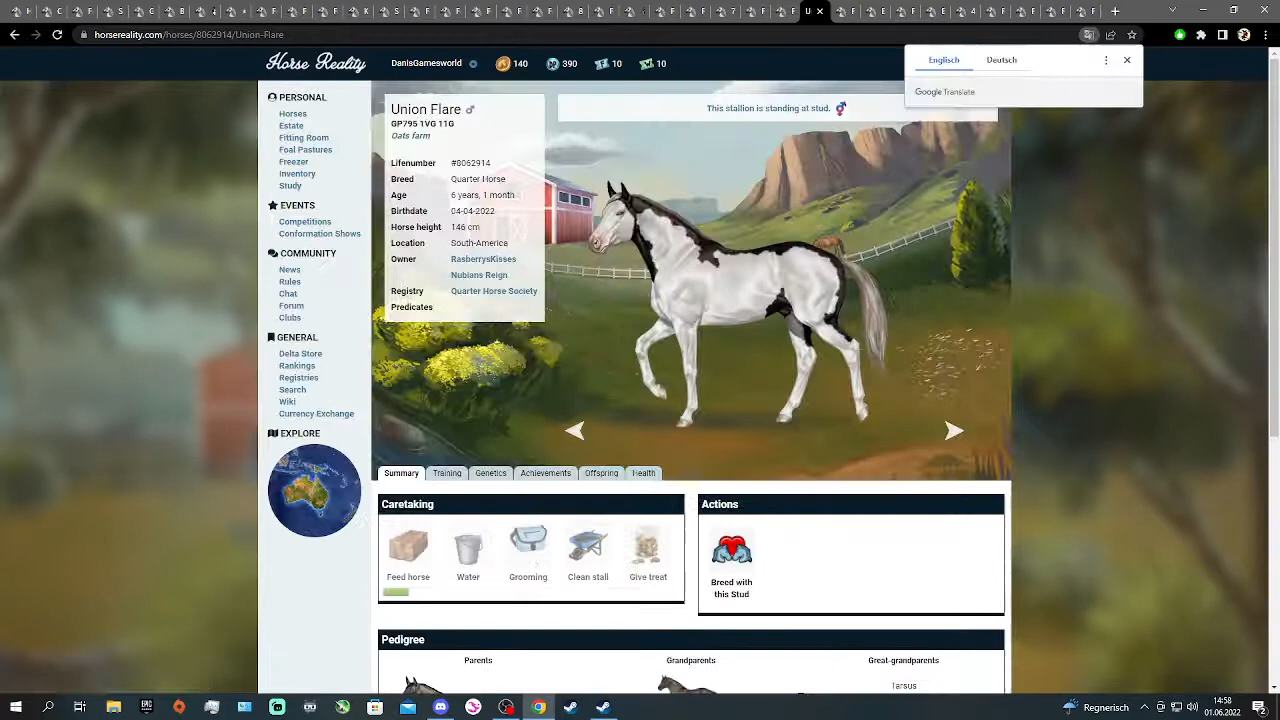 horsereality.com/horses/8062914/Union-Flare
Horse Reality
DanisGamesworld
140
390
10
10
Englisch
Deutsch
Google Translate
PERSONAL
Horses
Estate
Fitting Room
Foal Pastures
Freezer
Inventory
Study
EVENTS
Competitions
Conformation Shows
COMMUNITY
News
Rules
Chat
Forum
Clubs
GENERAL
Delta Store
Rankings
Registries
Search
Wiki
Currency Exchange
EXPLORE
Union Flare
GP795 1VG 11G
Oats farm
Lifenumber #8062914
Breed Quarter Horse
Age 6 years, 1 month
Birthdate 04-04-2022
Horse height 146 cm
Location South-America
Owner RasberryKisses
Nubians Reign
Registry Quarter Horse Society
Predicates
This stallion is standing at stud.
Summary
Training
Genetics
Achievements
Offspring
Health
Caretaking
Feed horse
Water
Grooming
Clean stall
Give treat
Actions
Breed with
this Stud
Pedigree
Parents
Grandparents
Great-grandparents
Tarsus
Regnerisch
14:58
01.06.2022